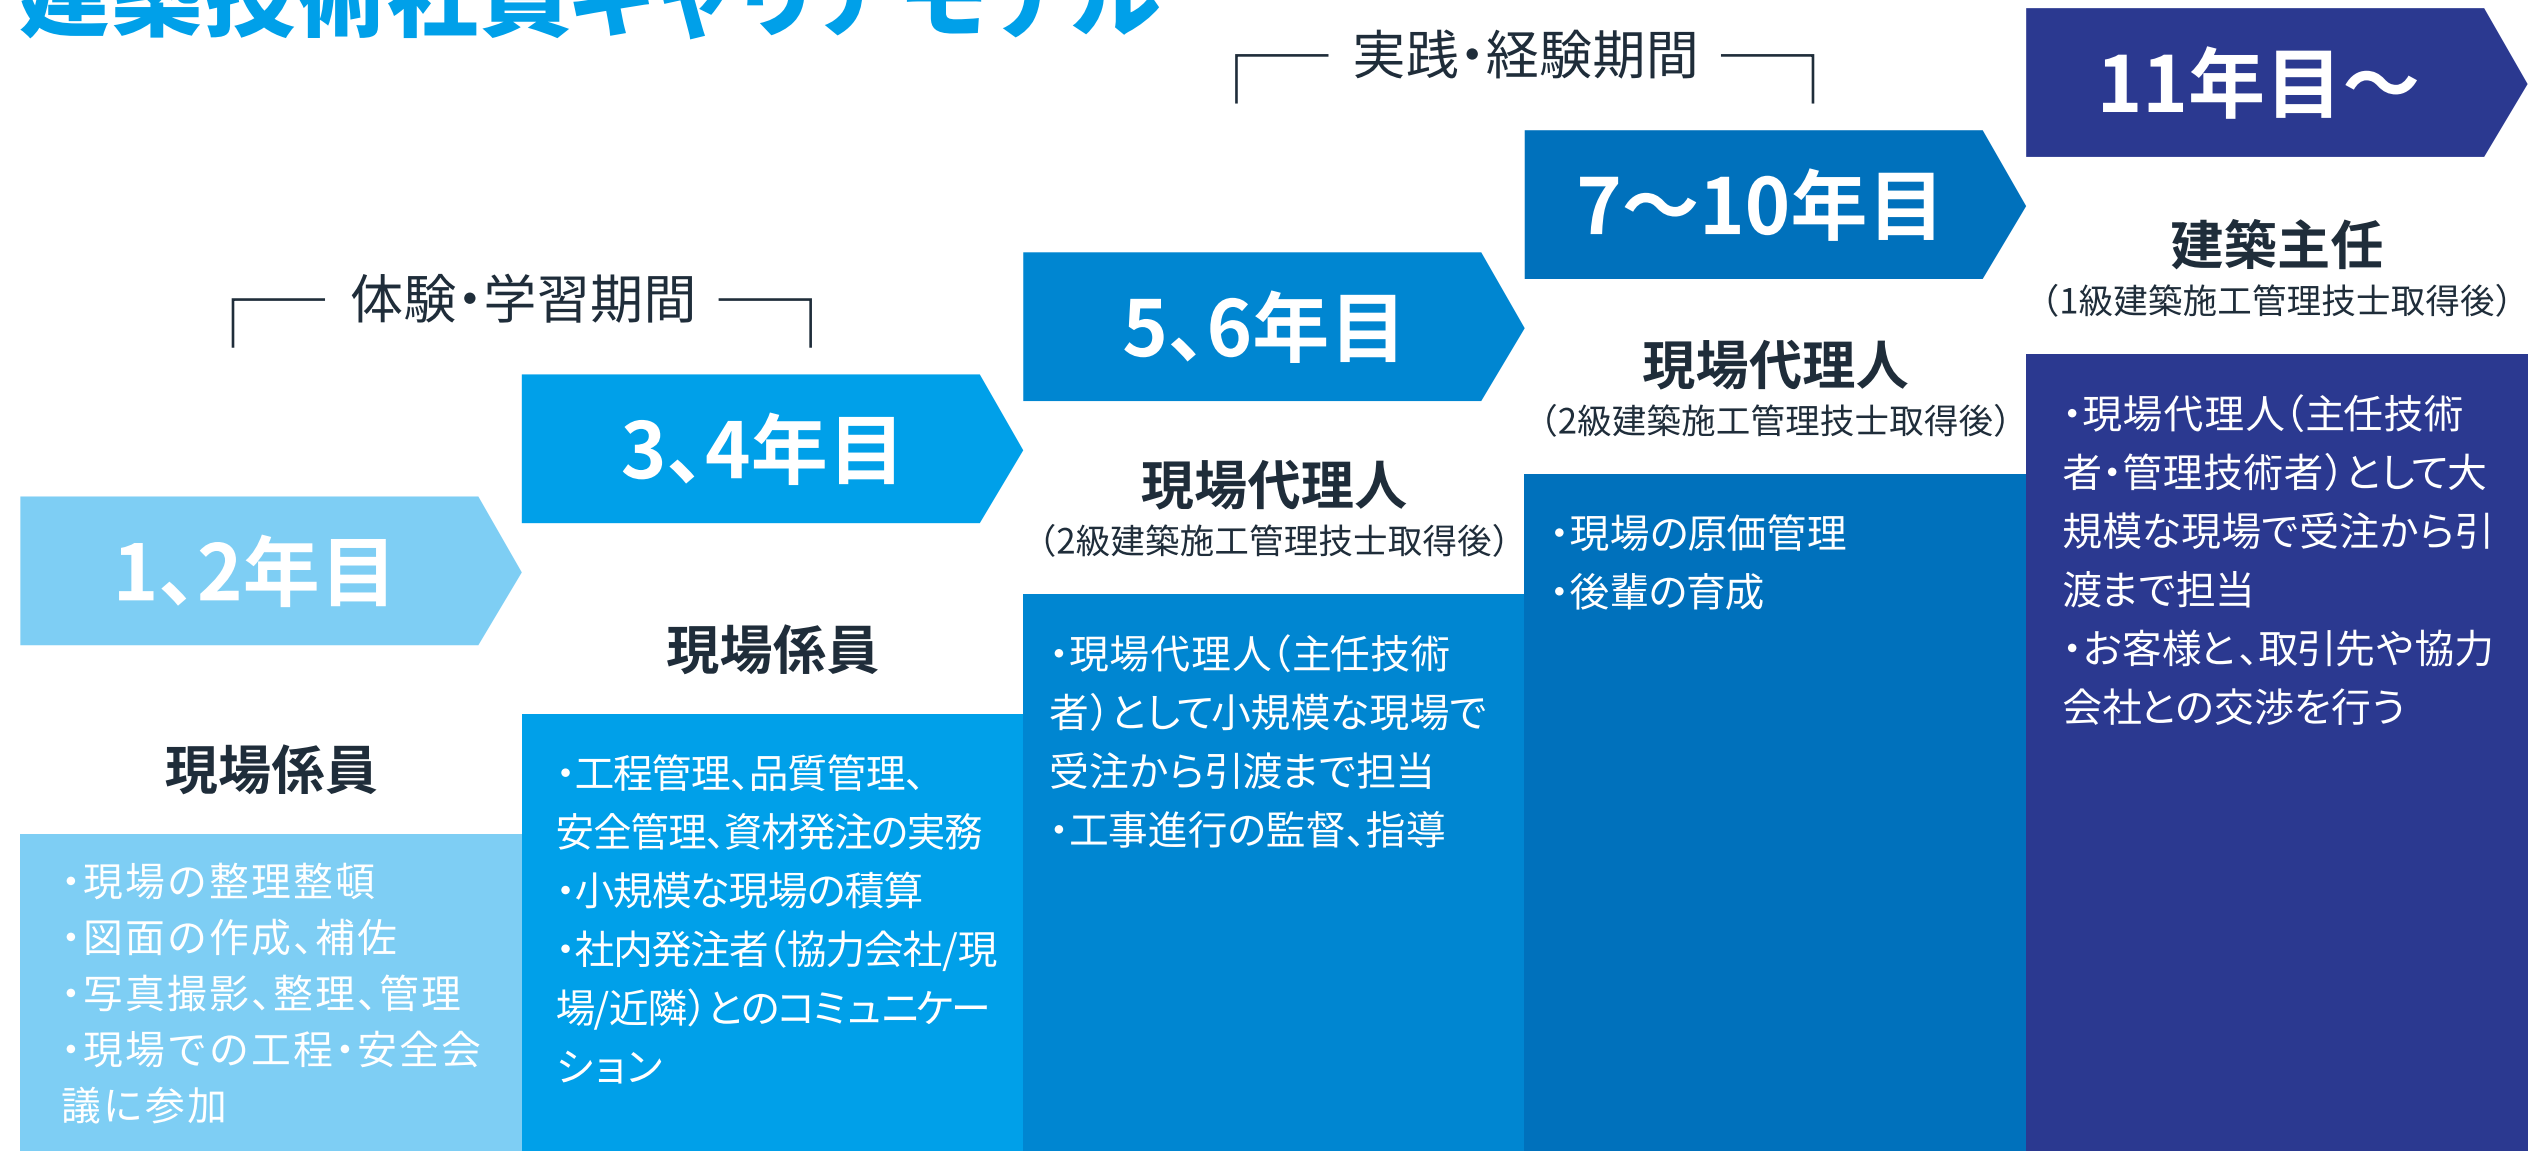 建築技術社員キャリアモデル
体験・学習期間
実践・経験期間
1、2年目
現場係員
・現場の整理整頓
・図面の作成、補佐
・写真撮影、整理、管理
・現場での工程・安全会
議に参加
3、4年目
現場係員
・工程管理、品質管理、
安全管理、資材発注の実務
・小規模な現場の積算
・社内発注者（協力会社/現
場/近隣）とのコミュニケー
ション
5、6年目
現場代理人
（2級建築施工管理技士取得後）
・現場代理人（主任技術
者）として小規模な現場で
受注から引渡まで担当
・工事進行の監督、指導
7～10年目
現場代理人
（2級建築施工管理技士取得後）
・現場の原価管理
・後輩の育成
11年目～
建築主任
（1級建築施工管理技士取得後）
・現場代理人（主任技術
者・管理技術者）として大
規模な現場で受注から引
渡まで担当
・お客様と、取引先や協力
会社との交渉を行う